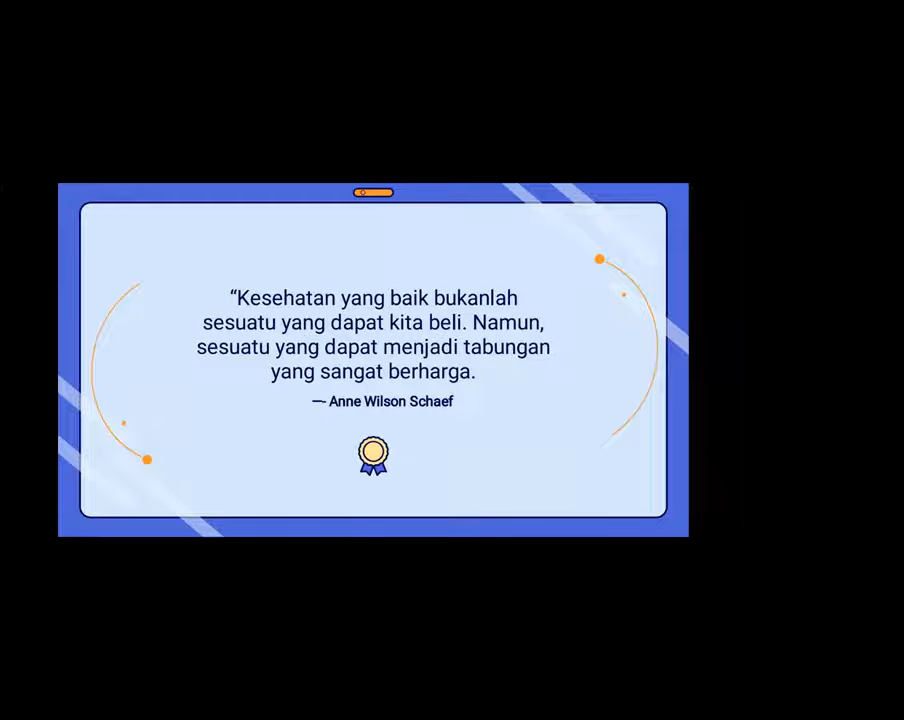 “Kesehatan yang baik bukanlah
sesuatu yang dapat kita beli. Namun,
sesuatu yang dapat menjadi tabungan
yang sangat berharga.
—- Anne Wilson Schaef